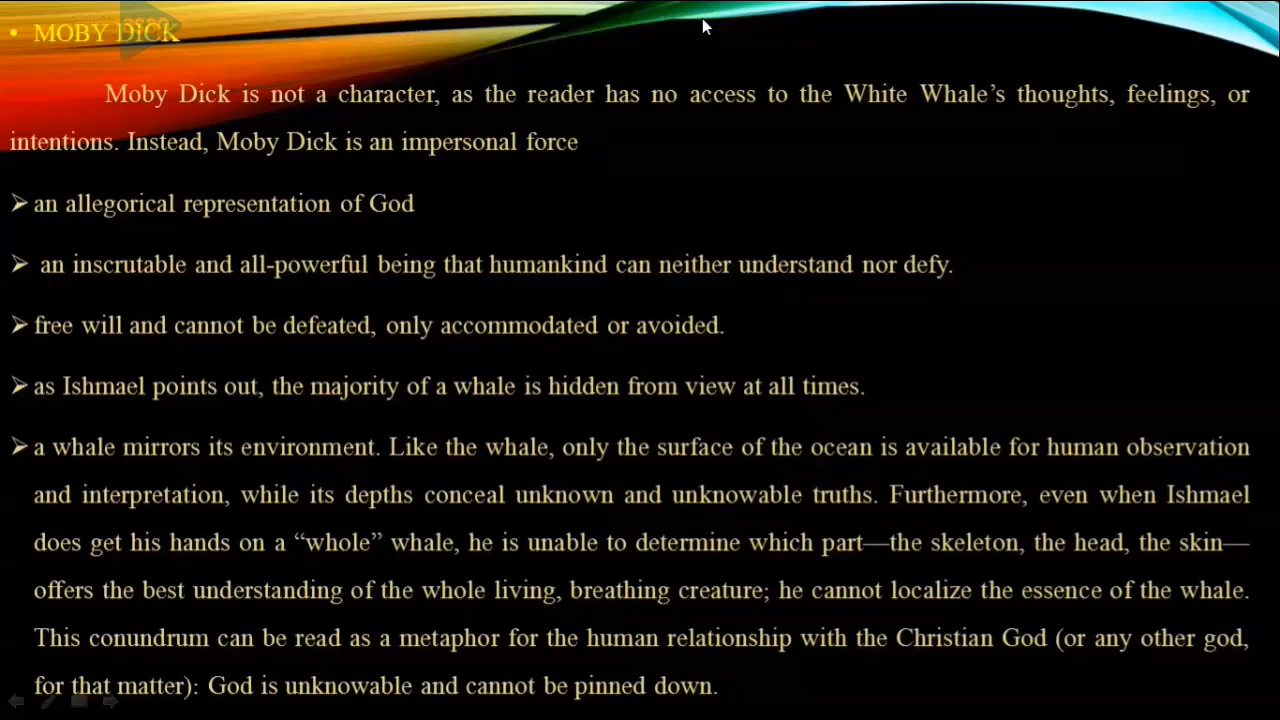 • MOBY DICK
Moby Dick is not a character, as the reader has no access to the White Whale’s thoughts, feelings, or
intentions. Instead, Moby Dick is an impersonal force
➢ an allegorical representation of God
➢ an inscrutable and all-powerful being that humankind can neither understand nor defy.
➢ free will and cannot be defeated, only accommodated or avoided.
➢ as Ishmael points out, the majority of a whale is hidden from view at all times.
➢ a whale mirrors its environment. Like the whale, only the surface of the ocean is available for human observation
and interpretation, while its depths conceal unknown and unknowable truths. Furthermore, even when Ishmael
does get his hands on a “whole” whale, he is unable to determine which part—the skeleton, the head, the skin—
offers the best understanding of the whole living, breathing creature; he cannot localize the essence of the whale.
This conundrum can be read as a metaphor for the human relationship with the Christian God (or any other god,
for that matter): God is unknowable and cannot be pinned down.